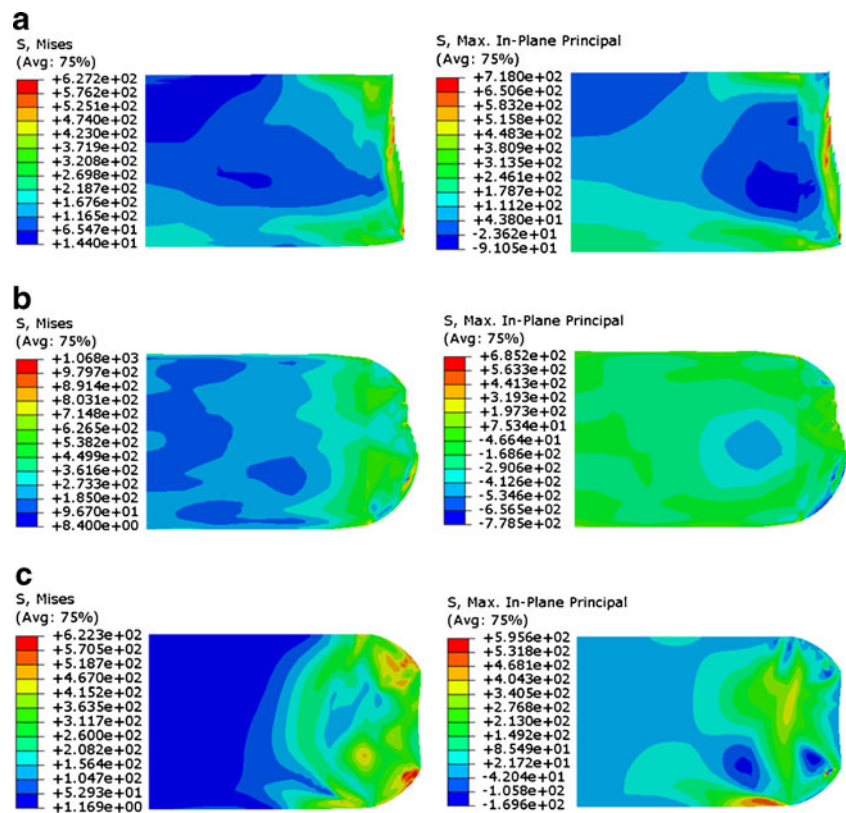 a
S, Mises
(Avg: 75%)
+6.272e+02
+5.762e+02
+5.251e+02
+4.740e+02
+4.230e+02
+3.719e+02
+3.208e+02
+2.698e+02
+2.187e+02
+1.676e+02
+1.165e+02
+6.547e+01
+1.440e+01
S, Max. In-Plane Principal
(Avg: 75%)
+7.180e+02
+6.506e+02
+5.832e+02
+5.158e+02
+4.483e+02
+3.809e+02
+3.135e+02
+2.461e+02
+1.787e+02
+1.112e+02
+4.380e+01
-2.362e+01
-9.105e+01
b
S, Mises
(Avg: 75%)
+1.068e+03
+9.797e+02
+8.914e+02
+8.031e+02
+7.148e+02
+6.265e+02
+5.382e+02
+4.499e+02
+3.616e+02
+2.733e+02
+1.850e+02
+9.670e+01
+8.400e+00
S, Max. In-Plane Principal
(Avg: 75%)
+6.852e+02
+5.633e+02
+4.413e+02
+3.193e+02
+1.973e+02
+7.534e+01
-4.664e+01
-1.686e+02
-2.906e+02
-4.126e+02
-5.346e+02
-6.565e+02
-7.785e+02
c
S, Mises
(Avg: 75%)
+6.223e+02
+5.705e+02
+5.187e+02
+4.670e+02
+4.152e+02
+3.635e+02
+3.117e+02
+2.600e+02
+2.082e+02
+1.564e+02
+1.047e+02
+5.293e+01
+1.169e+00
S, Max. In-Plane Principal
(Avg: 75%)
+5.956e+02
+5.318e+02
+4.681e+02
+4.043e+02
+3.405e+02
+2.768e+02
+2.130e+02
+1.492e+02
+8.549e+01
+2.172e+01
-4.204e+01
-1.058e+02
-1.696e+02